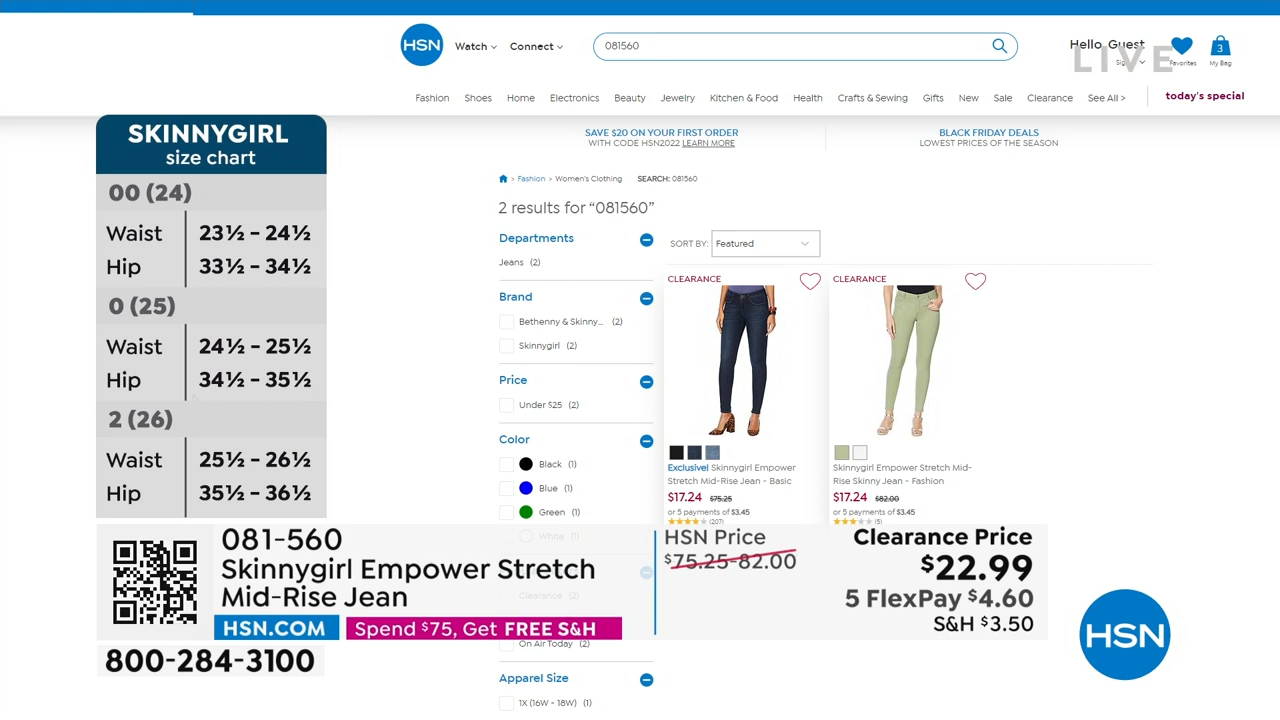 HSN
Watch
Connect
081560
Hello, Guest
LIVE
Favorites
3
My Bag
Fashion
Shoes
Home
Electronics
Beauty
Jewelry
Kitchen & Food
Health
Crafts & Sewing
Gifts
New
Sale
Clearance
See All >
today's special
SAVE $20 ON YOUR FIRST ORDER
WITH CODE HSN2022 LEARN MORE
BLACK FRIDAY DEALS
LOWEST PRICES OF THE SEASON
SKINNYGIRL
size chart
00 (24)
Waist 23½ – 24½
Hip 33½ – 34½
0 (25)
Waist 24½ – 25½
Hip 34½ – 35½
2 (26)
Waist 25½ – 26½
Hip 35½ – 36½
> Fashion > Women's Clothing SEARCH: 081560
2 results for “081560”
Departments
Jeans (2)
Brand
Bethenny & Skinny... (2)
Skinnygirl (2)
Price
Under $25 (2)
Color
Black (1)
Blue (1)
Green (1)
White (1)
Clearance (2)
On Air Today (2)
Apparel Size
1X (16W - 18W) (1)
SORT BY: Featured
CLEARANCE
Exclusive! Skinnygirl Empower
Stretch Mid-Rise Jean - Basic
$17.24 $75.25
or 5 payments of $3.45
(207)
CLEARANCE
Skinnygirl Empower Stretch Mid-
Rise Skinny Jean - Fashion
$17.24 $82.00
or 5 payments of $3.45
(5)
081-560
Skinnygirl Empower Stretch
Mid-Rise Jean
HSN.COM
Spend $75, Get FREE S&H
HSN Price
$75.25-82.00
Clearance Price
$22.99
5 FlexPay $4.60
S&H $3.50
800-284-3100
HSN